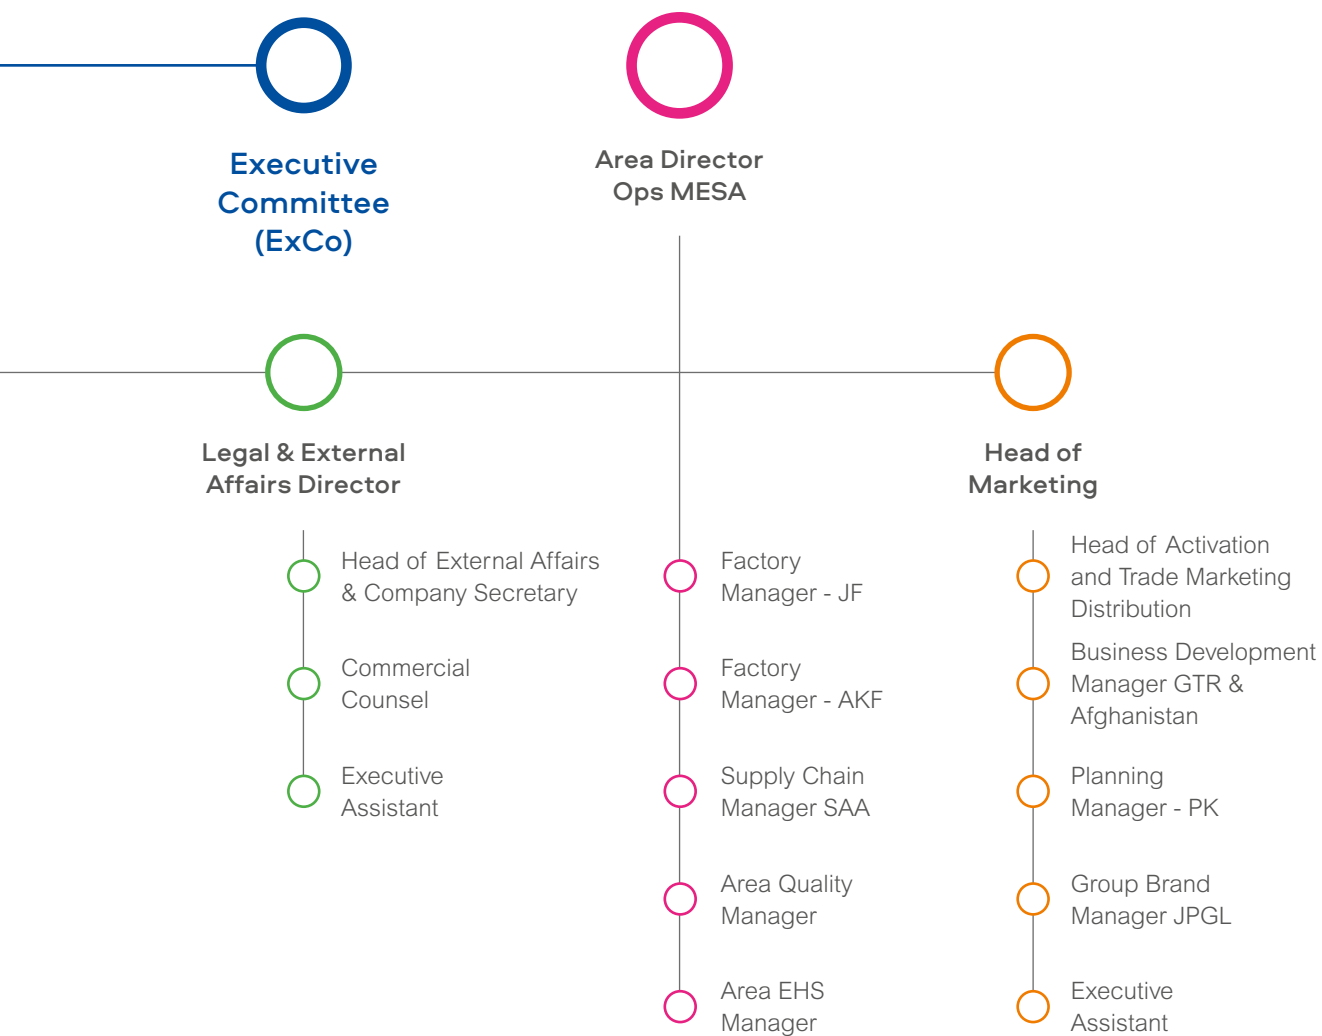 Executive
Committee
(ExCo)
Area Director
Ops MESA
Legal & External
Affairs Director
Head of External Affairs
& Company Secretary
Commercial
Counsel
Executive
Assistant
Factory
Manager - JF
Factory
Manager - AKF
Supply Chain
Manager SAA
Area Quality
Manager
Area EHS
Manager
Head of
Marketing
Head of Activation
and Trade Marketing
Distribution
Business Development
Manager GTR &
Afghanistan
Planning
Manager - PK
Group Brand
Manager JPGL
Executive
Assistant